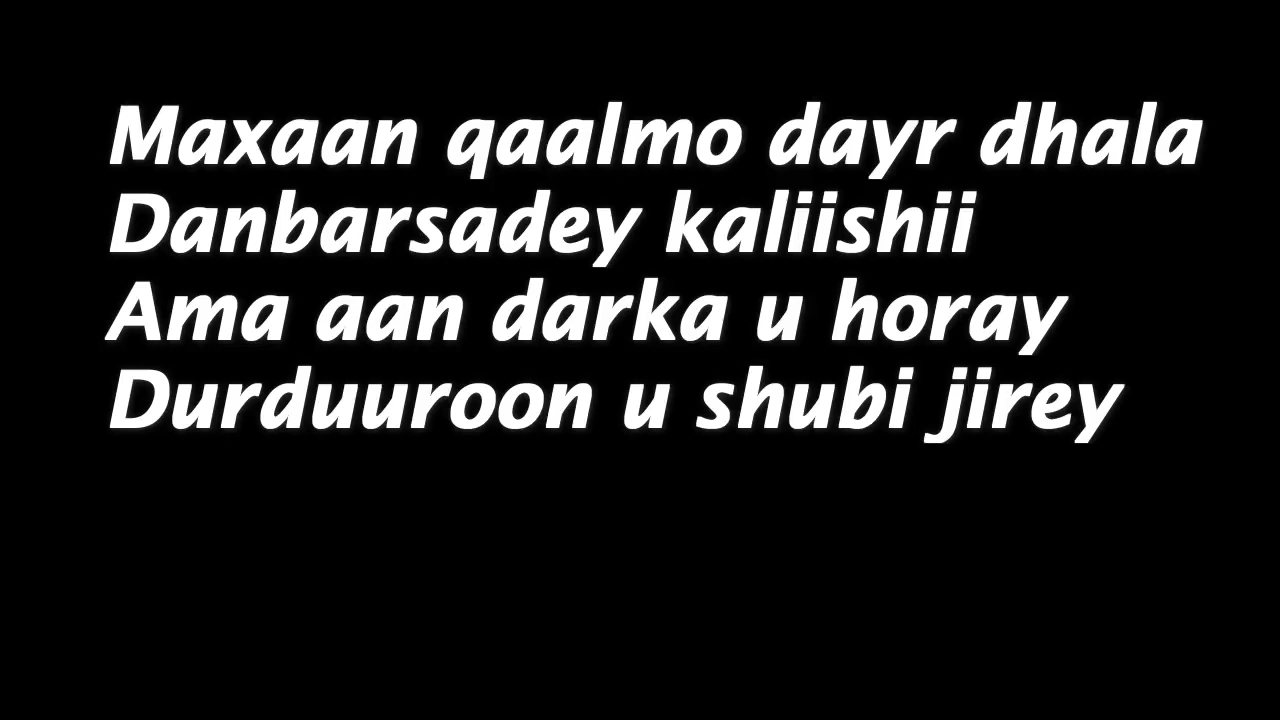 Maxaan qaalmo dayr dhala
Danbarsadey kaliishii
Ama aan darka u horay
Durduuroon u shubi jirey